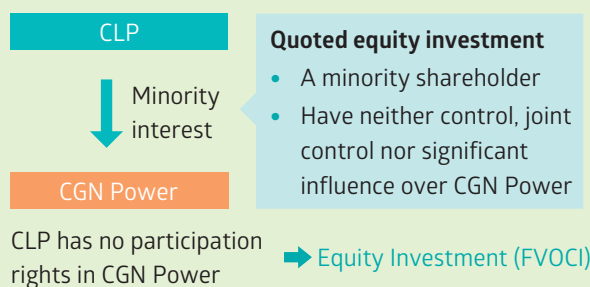 CLP
Minority
interest
CGN Power
Quoted equity investment
• A minority shareholder
• Have neither control, joint
control nor significant
influence over CGN Power
CLP has no participation
rights in CGN Power
Equity Investment (FVOCI)